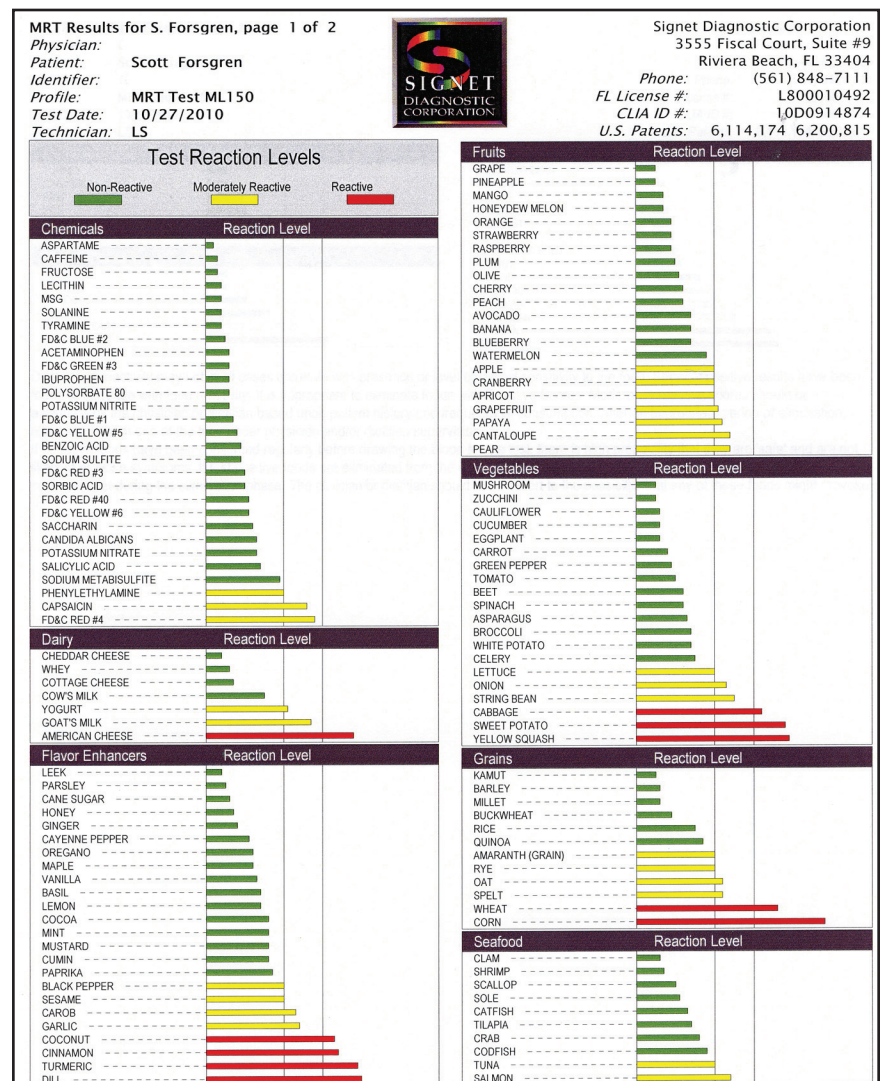 MRT Results for S. Forsgren, page 1 of 2
Physician:
Patient: Scott Forsgren
Identifier:
Profile: MRT Test ML150
Test Date: 10/27/2010
Technician: LS
SIGNET
DIAGNOSTIC
CORPORATION
Signet Diagnostic Corporation
3555 Fiscal Court, Suite #9
Riviera Beach, FL 33404
Phone: (561) 848-7111
FL License #: L800010492
CLIA ID #: 10D0914874
U.S. Patents: 6,114,174 6,200,815
Test Reaction Levels
Non-Reactive Moderately Reactive Reactive
Chemicals Reaction Level
ASPARTAME
CAFFEINE
FRUCTOSE
LECITHIN
MSG
SOLANINE
TYRAMINE
FD&C BLUE #2
ACETAMINOPHEN
FD&C GREEN #3
IBUPROPHEN
POLYSORBATE 80
POTASSIUM NITRITE
FD&C BLUE #1
FD&C YELLOW #5
BENZOIC ACID
SODIUM SULFITE
FD&C RED #3
SORBIC ACID
FD&C RED #40
FD&C YELLOW #6
SACCHARIN
CANDIDA ALBICANS
POTASSIUM NITRATE
SALICYLIC ACID
SODIUM METABISULFITE
PHENYLETHYLAMINE
CAPSAICIN
FD&C RED #4
Dairy Reaction Level
CHEDDAR CHEESE
WHEY
COTTAGE CHEESE
COW'S MILK
YOGURT
GOAT'S MILK
AMERICAN CHEESE
Flavor Enhancers Reaction Level
LEEK
PARSLEY
CANE SUGAR
HONEY
GINGER
CAYENNE PEPPER
OREGANO
MAPLE
VANILLA
BASIL
LEMON
COCOA
MINT
MUSTARD
CUMIN
PAPRIKA
BLACK PEPPER
SESAME
CAROB
GARLIC
COCONUT
CINNAMON
TURMERIC
DILL
Fruits Reaction Level
GRAPE
PINEAPPLE
MANGO
HONEYDEW MELON
ORANGE
STRAWBERRY
RASPBERRY
PLUM
OLIVE
CHERRY
PEACH
AVOCADO
BANANA
BLUEBERRY
WATERMELON
APPLE
CRANBERRY
APRICOT
GRAPEFRUIT
PAPAYA
CANTALOUPE
PEAR
Vegetables Reaction Level
MUSHROOM
ZUCCHINI
CAULIFLOWER
CUCUMBER
EGGPLANT
CARROT
GREEN PEPPER
TOMATO
BEET
SPINACH
ASPARAGUS
BROCCOLI
WHITE POTATO
CELERY
LETTUCE
ONION
STRING BEAN
CABBAGE
SWEET POTATO
YELLOW SQUASH
Grains Reaction Level
KAMUT
BARLEY
MILLET
BUCKWHEAT
RICE
QUINOA
AMARANTH (GRAIN)
RYE
OAT
SPELT
WHEAT
CORN
Seafood Reaction Level
CLAM
SHRIMP
SCALLOP
SOLE
CATFISH
TILAPIA
CRAB
CODFISH
TUNA
SALMON